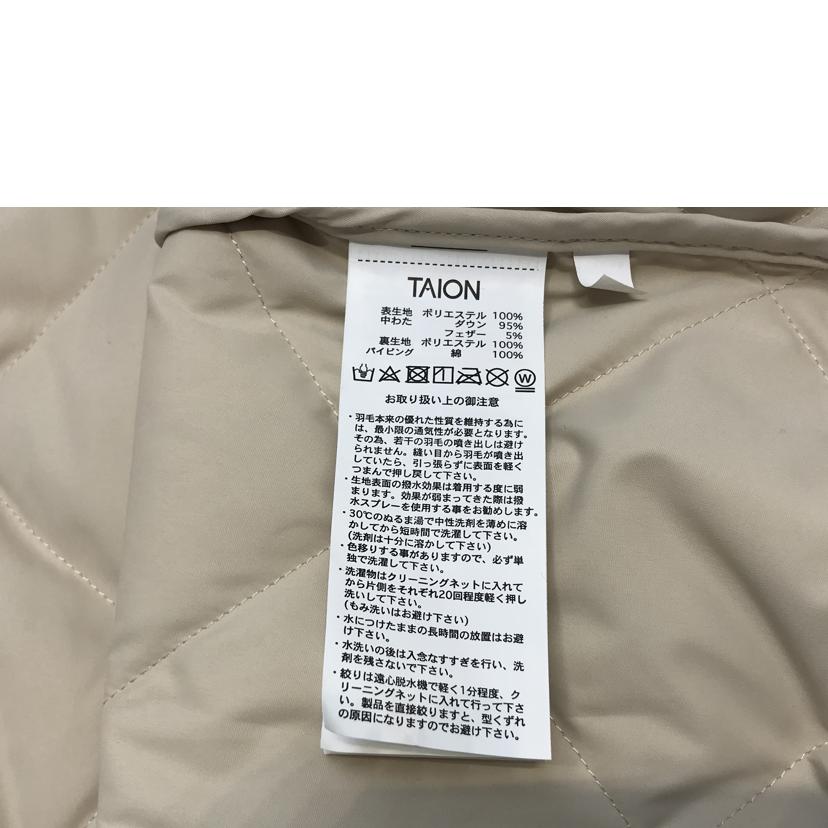 TAION
表生地 ポリエステル 100%
中わた ダウン 95%
フェザー 5%
裏生地 ポリエステル 100%
パイピング 綿 100%
W
お取り扱い上の御注意
・羽毛本来の優れた性質を維持する為に
は、最小限の通気性が必要となります。
その為、若干の羽毛の噴き出しは避け
られません。縫い目から羽毛が噴き出
していたら、引っ張らずに表面を軽く
つまんで押し戻して下さい。
・生地表面の撥水効果は着用する度に弱
まります。効果が弱まってきた際は撥
水スプレーを使用する事をお勧めします。
・30℃のぬるま湯で中性洗剤を薄めに溶
かしてから短時間で洗濯して下さい。
(洗剤は十分に溶かして下さい)
・色移りする事がありますので、必ず単
独で洗濯して下さい。
・洗濯物はクリーニングネットに入れて
から片側をそれぞれ20回程度軽く押し
洗いして下さい。
(もみ洗いはお避け下さい)
・水につけたままの長時間の放置はお避
け下さい。
・水洗いの後は入念なすすぎを行い、洗
剤を残さないで下さい。
・絞りは遠心脱水機で軽く1分程度、ク
リーニングネットに入れて行って下さ
い。製品を直接絞りますと、型くずれ
の原因になりますのでお避け下さい。